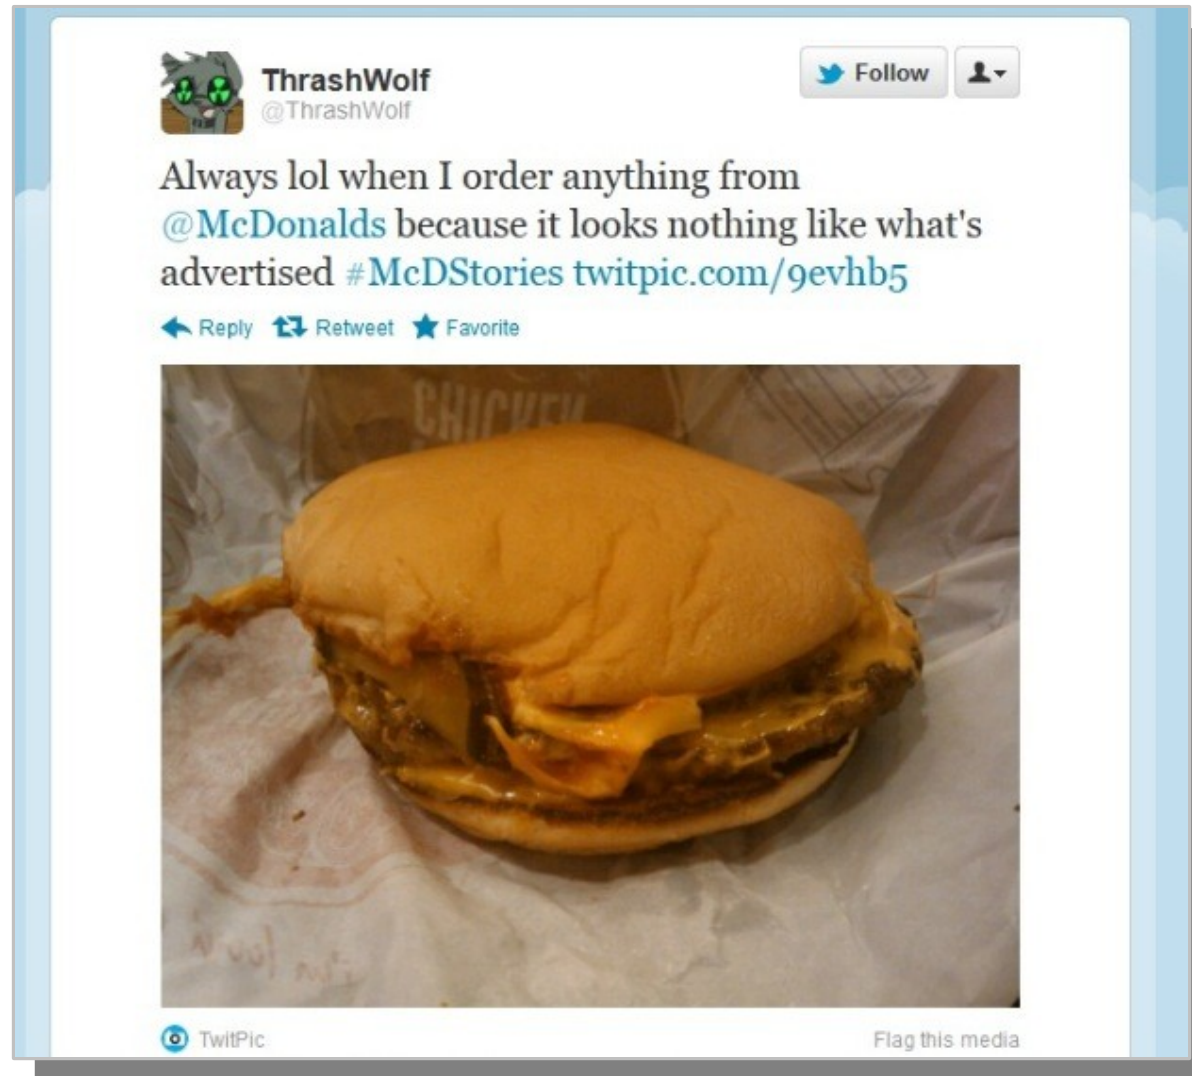 ThrashWolf
@ThrashWolf
Follow
Always lol when I order anything from
@McDonalds because it looks nothing like what's
advertised #McDStories twitpic.com/9evhb5
Reply Retweet Favorite
CHICKEN
TwitPic
Flag this media